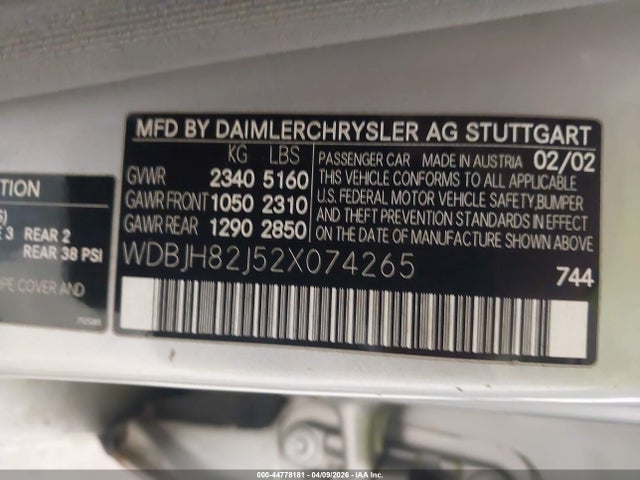 MFD BY DAIMLERCHRYSLER AG STUTTGART
KG LBS
GVWR 2340 5160
GAWR FRONT 1050 2310
GAWR REAR 1290 2850
PASSENGER CAR MADE IN AUSTRIA 02/02
THIS VEHICLE CONFORMS TO ALL APPLICABLE
U.S. FEDERAL MOTOR VEHICLE SAFETY, BUMPER
AND THEFT PREVENTION STANDARDS IN EFFECT
ON THE DATE OF MANUFACTURE SHOWN ABOVE.
WDBJH82J52X074265
744
3 REAR 2
REAR 38 PSI
COVER AND
000-44778181 - 04/09/2026 - IAA Inc.